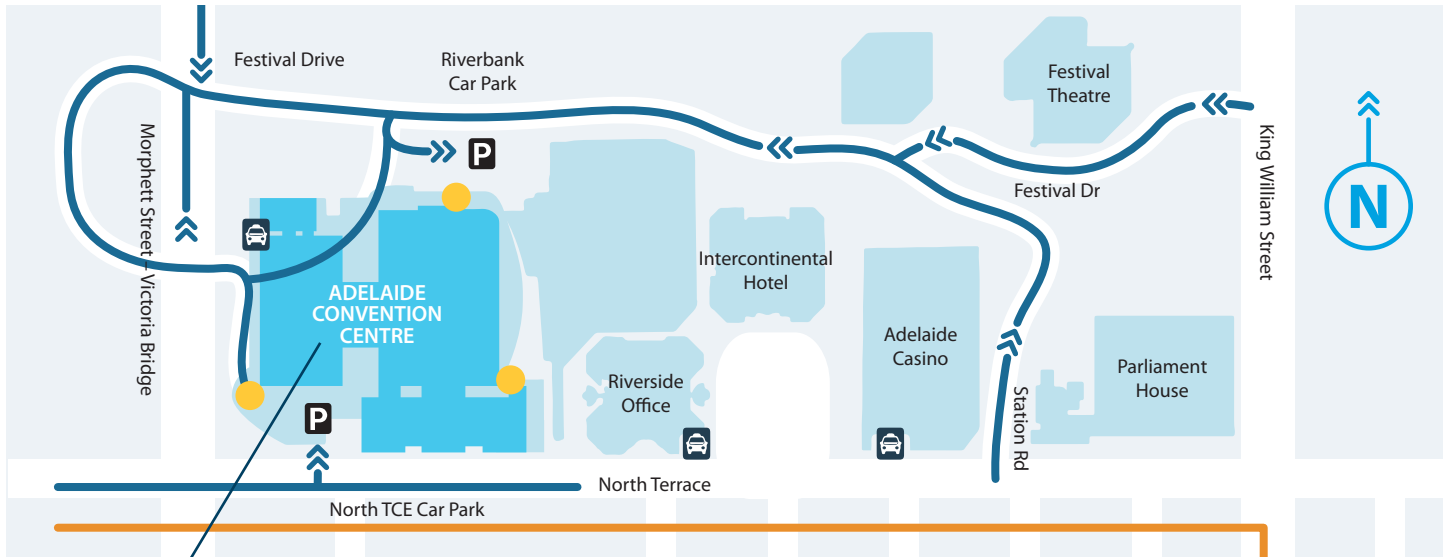 Festival Drive
Riverbank
Car Park
Festival
Theatre
P
King William Street
Morphett Street – Victoria Bridge
Festival Dr
N
Intercontinental
Hotel
ADELAIDE
CONVENTION
CENTRE
Adelaide
Casino
Parliament
House
Riverside
Office
Station Rd
P
North Terrace
North TCE Car Park